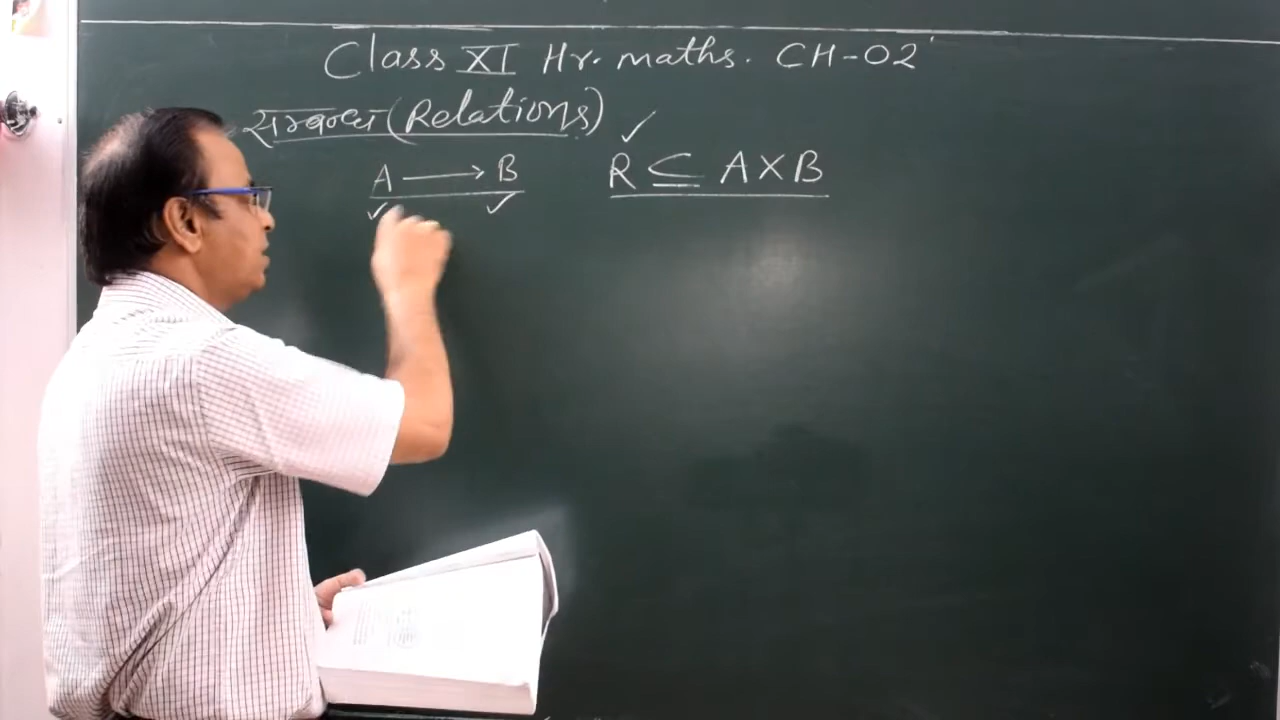 Class XI Hr. maths. CH-02
सम्बन्ध (Relations)
A → B R ⊆ A×B